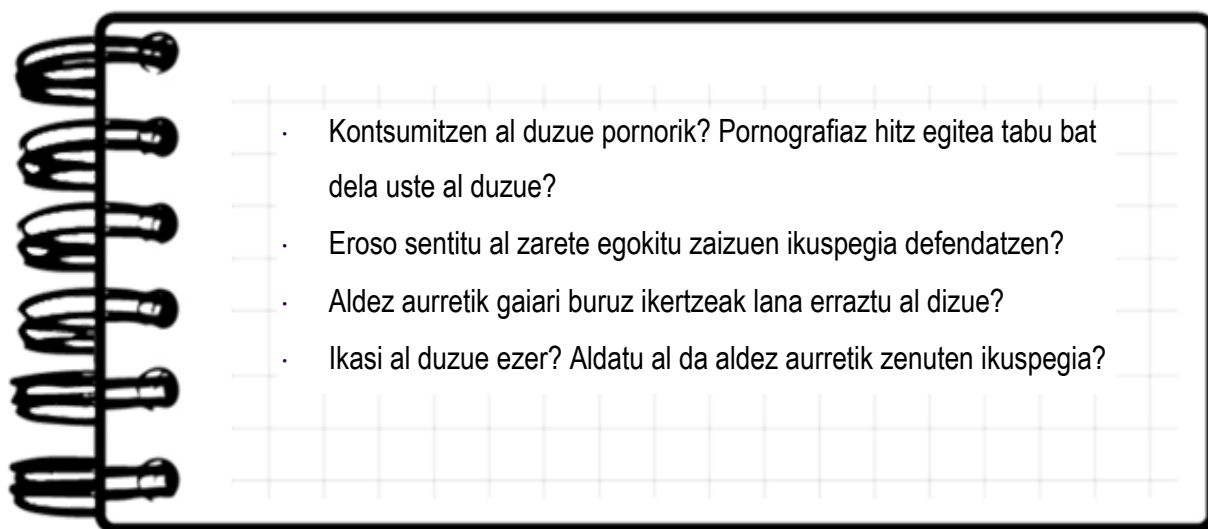 · Kontsumitzen al duzue pornorik? Pornografiaz hitz egitea tabu bat
dela uste al duzue?
· Eroso sentitu al zarete egokitu zaizuen ikuspegia defendatzen?
· Aldez aurretik gaiari buruz ikertzeak lana erraztu al dizue?
· Ikasi al duzue ezer? Aldatu al da aldez aurretik zenuten ikuspegia?